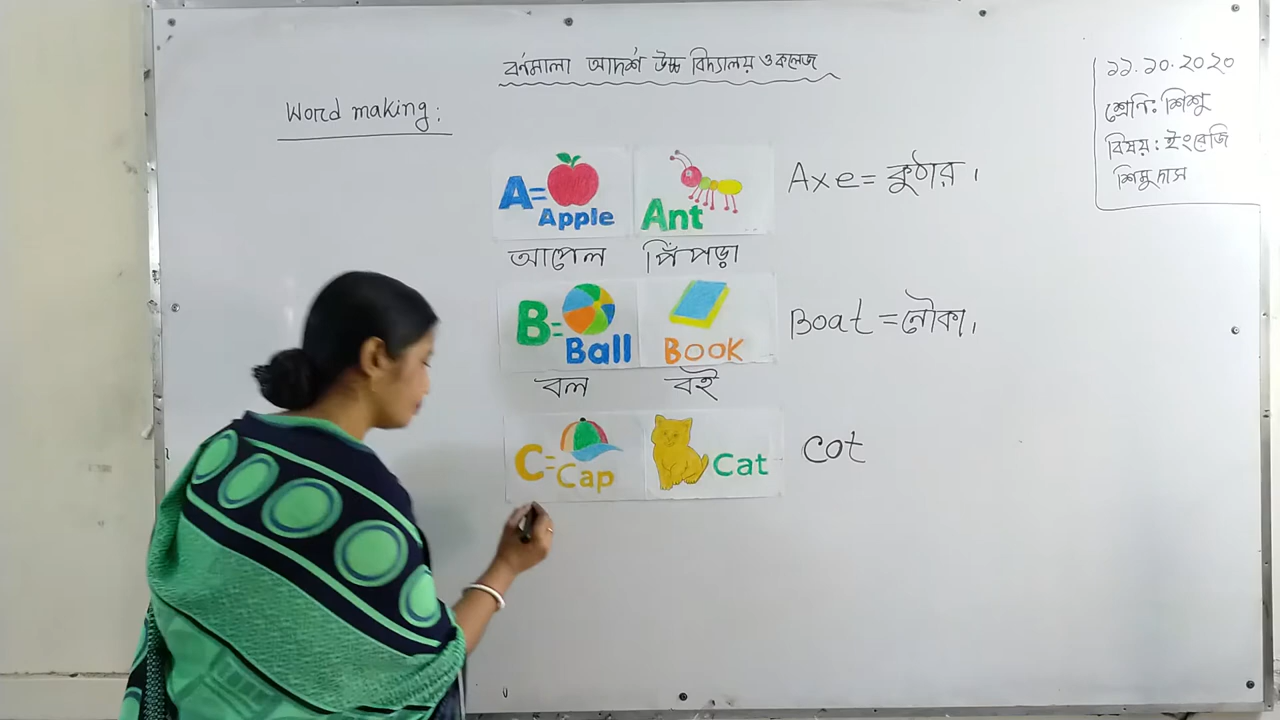 বর্ণমালা আদর্শ উচ্চ বিদ্যালয় ও কলেজ
১১.১০.২০২০
শ্রেণি: শিশু
বিষয়: ইংরেজি
শিমু দাস
Word making:
A= Apple Ant Axe = কুঠার।
আপেল পিঁপড়া
B= Ball BOOK Boat = নৌকা।
বল বই
C= Cap Cat cot